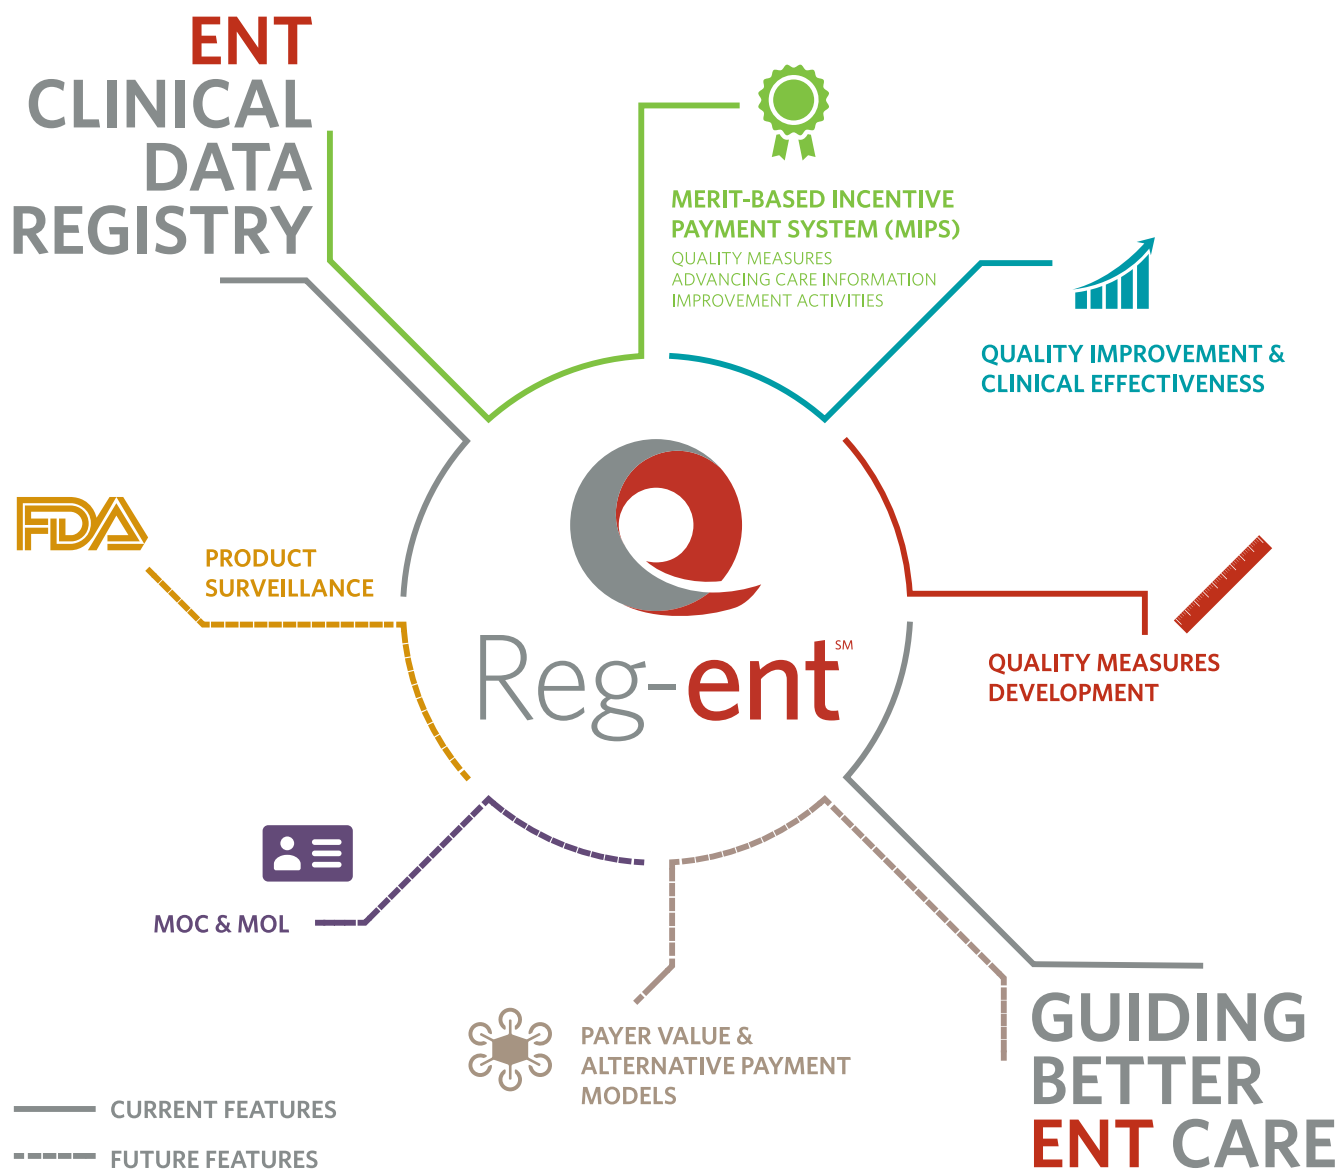 ENT
CLINICAL
DATA
REGISTRY
MERIT-BASED INCENTIVE
PAYMENT SYSTEM (MIPS)
QUALITY MEASURES
ADVANCING CARE INFORMATION
IMPROVEMENT ACTIVITIES
QUALITY IMPROVEMENT &
CLINICAL EFFECTIVENESS
FDA
PRODUCT
SURVEILLANCE
Reg-ent SM
QUALITY MEASURES
DEVELOPMENT
MOC & MOL
PAYER VALUE &
ALTERNATIVE PAYMENT
MODELS
GUIDING
BETTER
ENT CARE
CURRENT FEATURES
FUTURE FEATURES